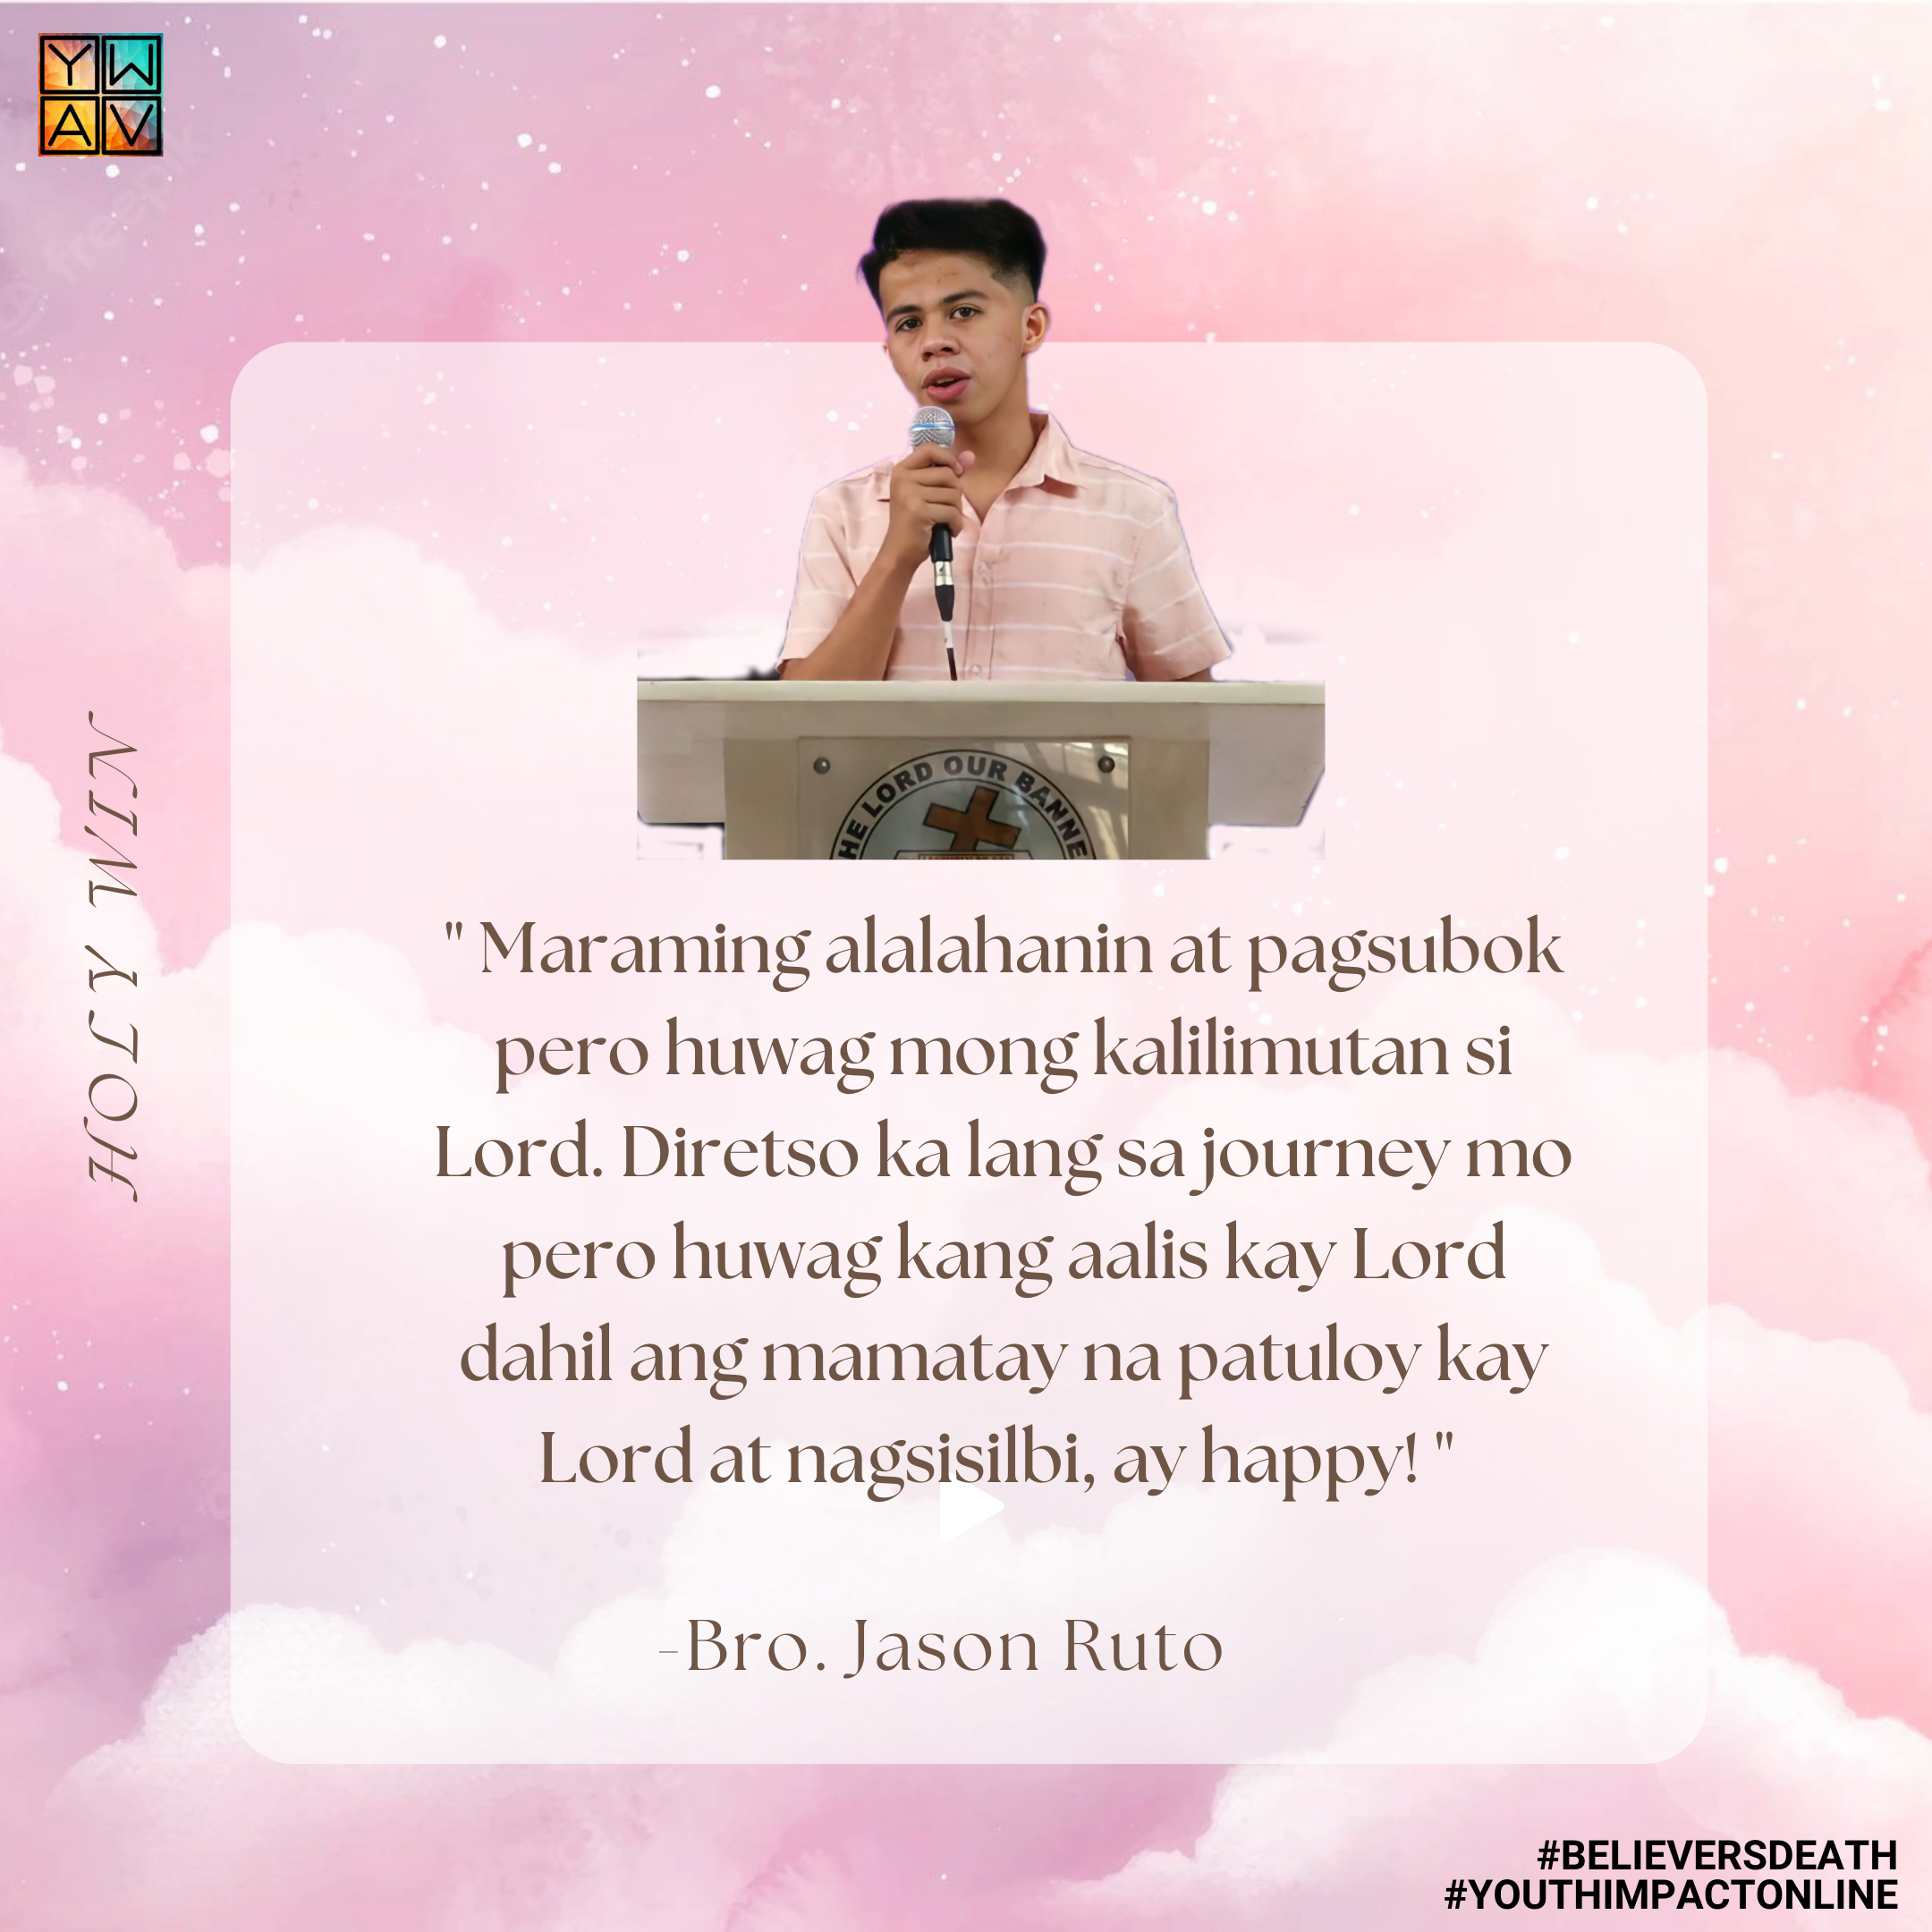 YW
AV
HE LORD OUR BANNE
HOLY WIN
" Maraming alalahanin at pagsubok
pero huwag mong kalilimutan si
Lord. Diretso ka lang sa journey mo
pero huwag kang aalis kay Lord
dahil ang mamatay na patuloy kay
Lord at nagsisilbi, ay happy! "
-Bro. Jason Ruto
#BELIEVERSDEATH
#YOUTHIMPACTONLINE